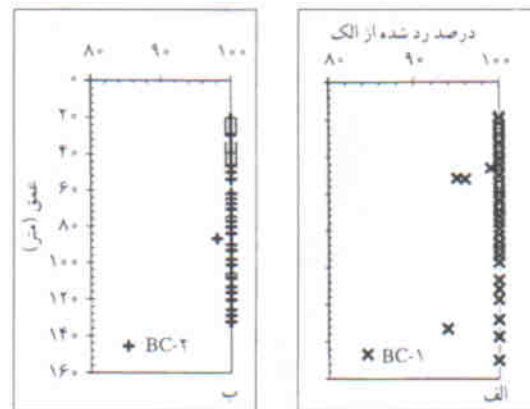 درصد رد شده از الک
۸۰ ۹۰ ۱۰۰
۸۰ ۹۰ ۱۰۰
عمق (متر)
۰
۲۰
۴۰
۶۰
۸۰
۱۰۰
۱۲۰
۱۴۰
۱۶۰
BC-۱
BC-۲
الف
ب